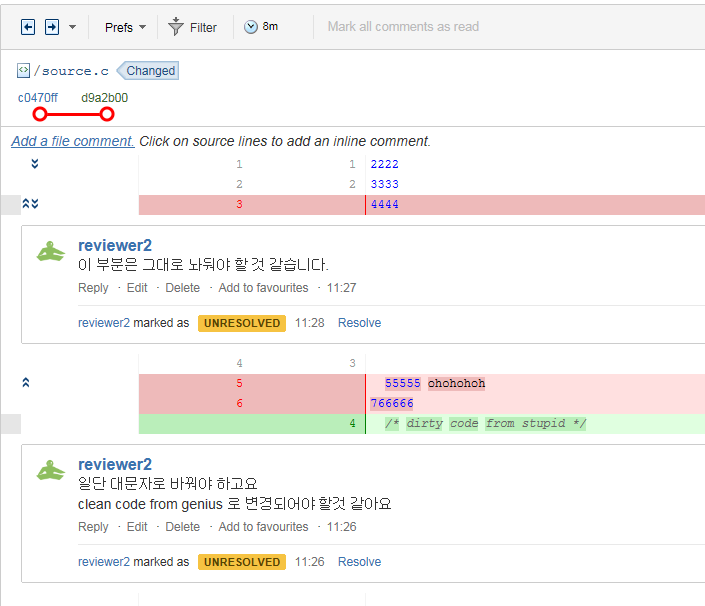 Prefs Filter 8m Mark all comments as read
/source.c Changed
c0470ff d9a2b00
Add a file comment. Click on source lines to add an inline comment.
1 1 2222
2 2 3333
3 4444
reviewer2
이 부분은 그대로 놔둬야 할 것 같습니다.
Reply · Edit · Delete · Add to favourites · 11:27
reviewer2 marked as UNRESOLVED 11:28 Resolve
4 3
5 55555 ohohohoh
6 766666
4 /* dirty code from stupid */
reviewer2
일단 대문자로 바꿔야 하고요
clean code from genius 로 변경되어야 할것 같아요
Reply · Edit · Delete · Add to favourites · 11:26
reviewer2 marked as UNRESOLVED 11:26 Resolve